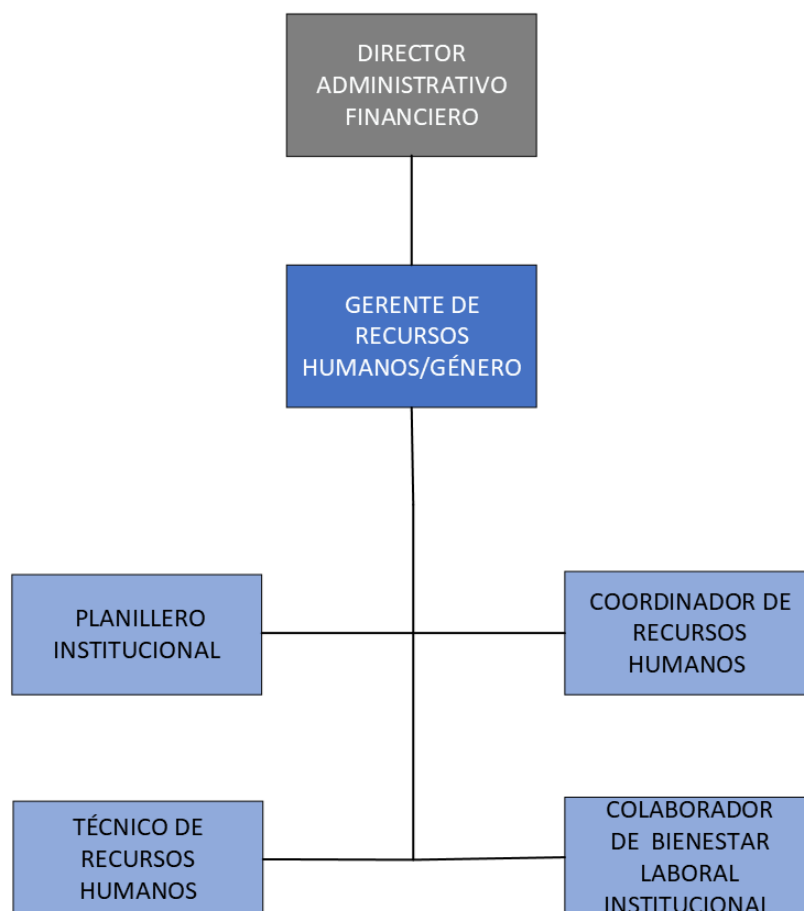 DIRECTOR
ADMINISTRATIVO
FINANCIERO
GERENTE DE
RECURSOS
HUMANOS/GÉNERO
PLANILLERO
INSTITUCIONAL
COORDINADOR DE
RECURSOS
HUMANOS
TÉCNICO DE
RECURSOS
HUMANOS
COLABORADOR
DE BIENESTAR
LABORAL
INSTITUCIONAL